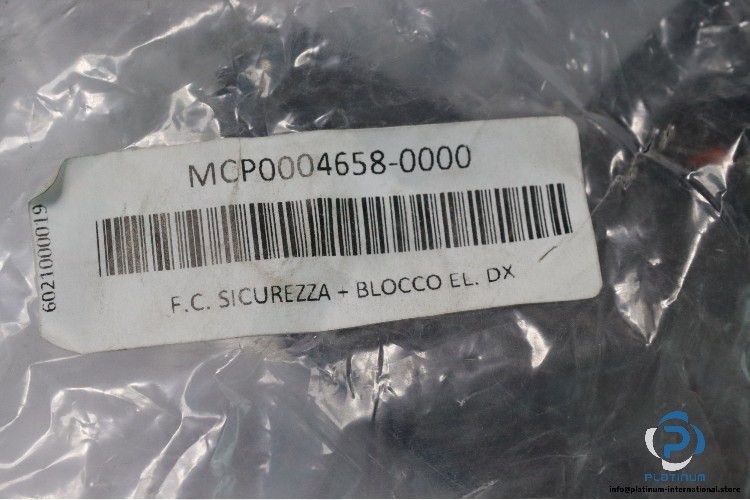 MCP0004658-0000
6021000019
F.C. SICUREZZA + BLOCCO EL. DX
PLATINUM
info@platinum-international.store